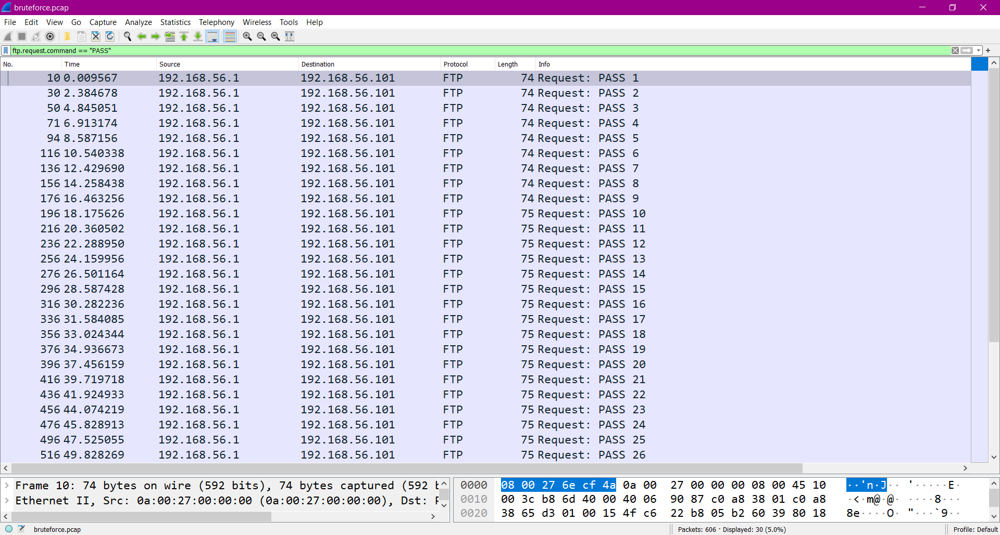 bruteforce.pcap
File Edit View Go Capture Analyze Statistics Telephony Wireless Tools Help
ftp.request.command == "PASS"
No. Time Source Destination Protocol Length Info
10 0.009567 192.168.56.1 192.168.56.101 FTP 74 Request: PASS 1
30 2.384678 192.168.56.1 192.168.56.101 FTP 74 Request: PASS 2
50 4.845051 192.168.56.1 192.168.56.101 FTP 74 Request: PASS 3
71 6.913174 192.168.56.1 192.168.56.101 FTP 74 Request: PASS 4
94 8.587156 192.168.56.1 192.168.56.101 FTP 74 Request: PASS 5
116 10.540338 192.168.56.1 192.168.56.101 FTP 74 Request: PASS 6
136 12.429690 192.168.56.1 192.168.56.101 FTP 74 Request: PASS 7
156 14.258438 192.168.56.1 192.168.56.101 FTP 74 Request: PASS 8
176 16.463256 192.168.56.1 192.168.56.101 FTP 74 Request: PASS 9
196 18.175626 192.168.56.1 192.168.56.101 FTP 75 Request: PASS 10
216 20.360502 192.168.56.1 192.168.56.101 FTP 75 Request: PASS 11
236 22.288950 192.168.56.1 192.168.56.101 FTP 75 Request: PASS 12
256 24.159956 192.168.56.1 192.168.56.101 FTP 75 Request: PASS 13
276 26.501164 192.168.56.1 192.168.56.101 FTP 75 Request: PASS 14
296 28.587428 192.168.56.1 192.168.56.101 FTP 75 Request: PASS 15
316 30.282236 192.168.56.1 192.168.56.101 FTP 75 Request: PASS 16
336 31.584085 192.168.56.1 192.168.56.101 FTP 75 Request: PASS 17
356 33.024344 192.168.56.1 192.168.56.101 FTP 75 Request: PASS 18
376 34.936673 192.168.56.1 192.168.56.101 FTP 75 Request: PASS 19
396 37.456159 192.168.56.1 192.168.56.101 FTP 75 Request: PASS 20
416 39.719718 192.168.56.1 192.168.56.101 FTP 75 Request: PASS 21
436 41.924933 192.168.56.1 192.168.56.101 FTP 75 Request: PASS 22
456 44.074219 192.168.56.1 192.168.56.101 FTP 75 Request: PASS 23
476 45.828913 192.168.56.1 192.168.56.101 FTP 75 Request: PASS 24
496 47.525055 192.168.56.1 192.168.56.101 FTP 75 Request: PASS 25
516 49.828269 192.168.56.1 192.168.56.101 FTP 75 Request: PASS 26
Frame 10: 74 bytes on wire (592 bits), 74 bytes captured (592 b
Ethernet II, Src: 0a:00:27:00:00:00 (0a:00:27:00:00:00), Dst:
0000 08 00 27 6e cf 4a 0a 00 27 00 00 00 08 00 45 10 ··'n·J·· '·····E·
0010 00 3c b8 6d 40 00 40 06 90 87 c0 a8 38 01 c0 a8 ·<·m@·@· ····8···
0020 38 65 d3 01 00 15 4f c6 22 b8 05 b2 60 39 80 18 8e····O· "···`9··
bruteforce.pcap
Packets: 606 · Displayed: 30 (5.0%)
Profile: Default